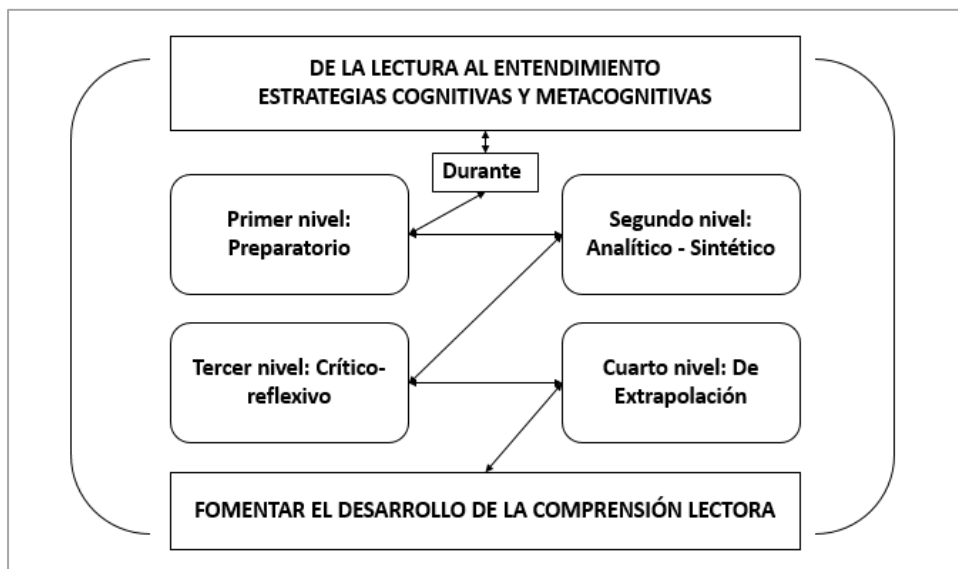 DE LA LECTURA AL ENTENDIMIENTO
ESTRATEGIAS COGNITIVAS Y METACOGNITIVAS
Durante
Primer nivel:
Preparatorio
Segundo nivel:
Analítico - Sintético
Tercer nivel: Crítico-
reflexivo
Cuarto nivel: De
Extrapolación
FOMENTAR EL DESARROLLO DE LA COMPRENSIÓN LECTORA